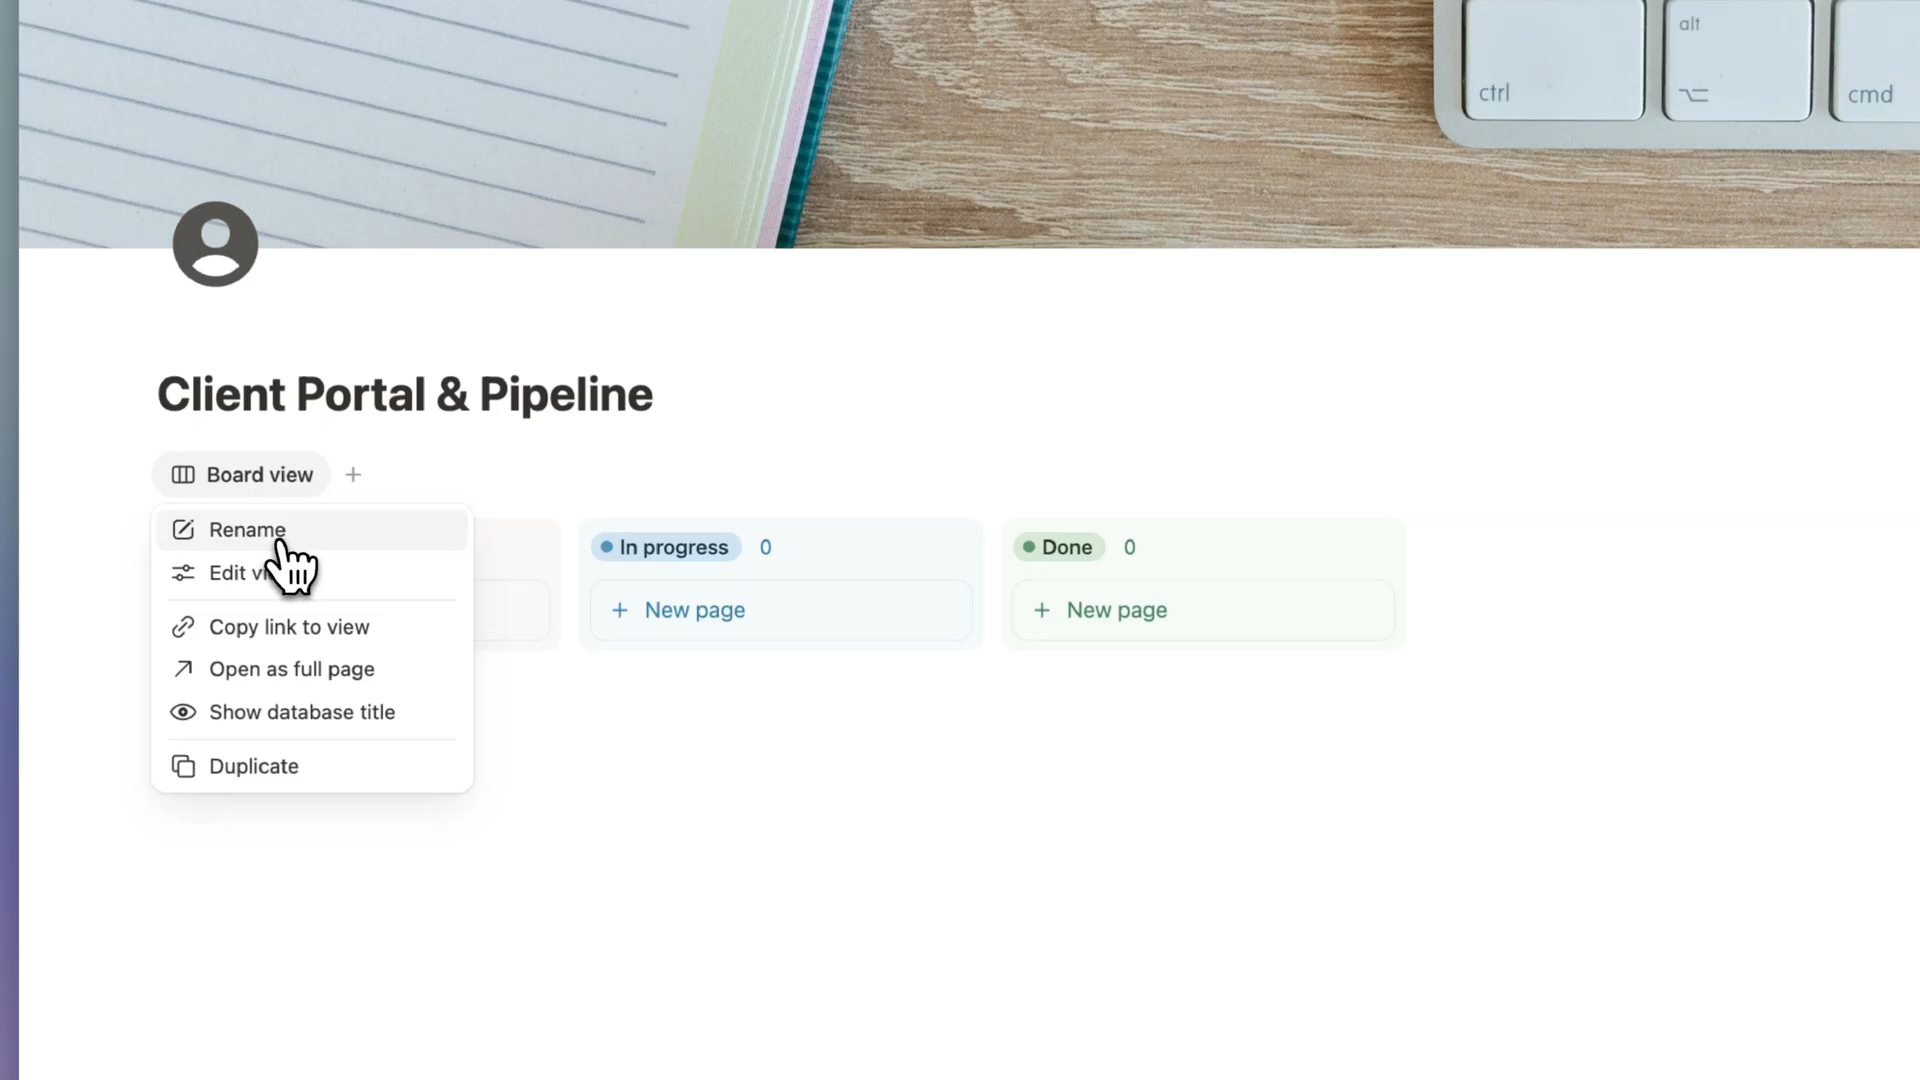 alt
ctrl
cmd
Client Portal & Pipeline
Board view
Rename
Edit
In progress 0
Done 0
+ New page
+ New page
Copy link to view
Open as full page
Show database title
Duplicate